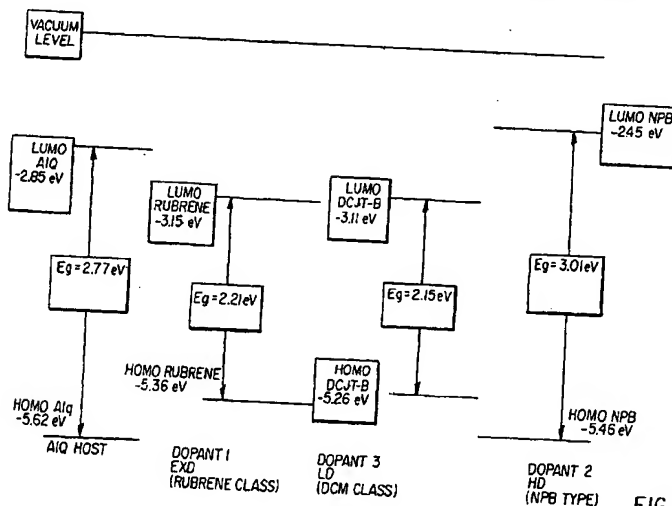 VACUUM
LEVEL
LUMO
AlQ
-2.85 eV
LUMO
RUBRENE
-3.15 eV
LUMO
DCJT-B
-3.11 eV
LUMO NPB
-2.45 eV
Eg=2.77eV
Eg=2.21eV
Eg=2.15eV
Eg=3.01eV
HOMO Alq
-5.62 eV
HOMO RUBRENE
-5.36 eV
HOMO
DCJT-B
-5.26 eV
HOMO NPB
-5.46 eV
AlQ HOST
DOPANT 1
EXD
(RUBRENE CLASS)
DOPANT 3
LD
(DCM CLASS)
DOPANT 2
HD
(NPB TYPE)
FIG